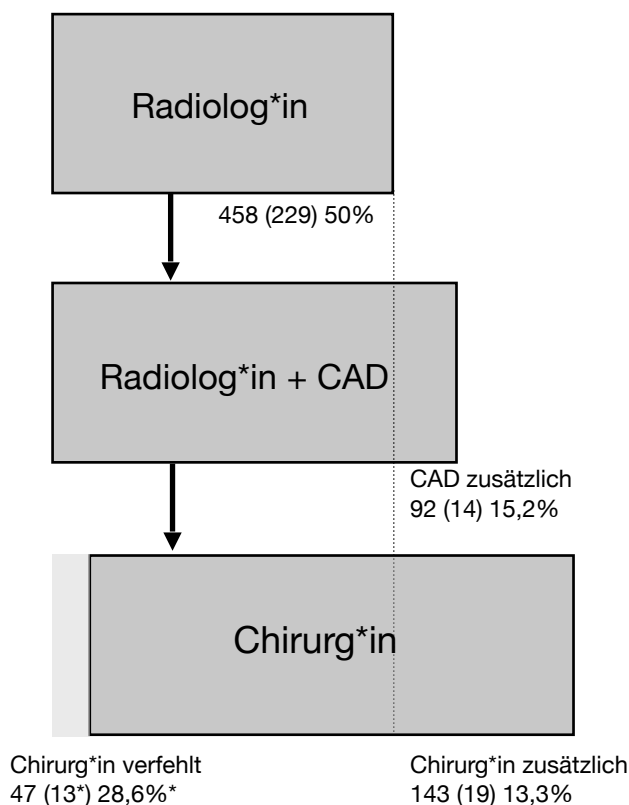 Radiolog*in
458 (229) 50%
Radiolog*in + CAD
CAD zusätzlich
92 (14) 15,2%
Chirurg*in
Chirurg*in verfehlt
47 (13*) 28,6%*
Chirurg*in zusätzlich
143 (19) 13,3%